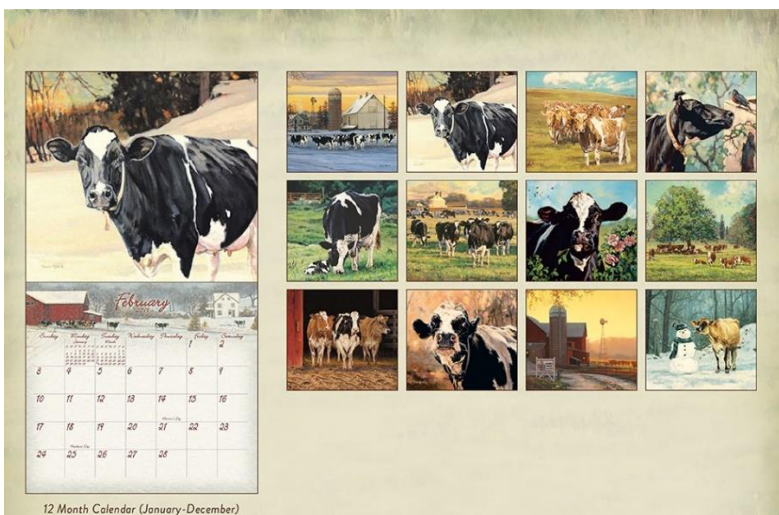 February
Sunday Monday Tuesday Wednesday Thursday Friday Saturday
1 2
3 4 5 6 7 8 9
10 11 12 13 14 15 16
17 18 19 20 21 22 23
24 25 26 27 28
12 Month Calendar (January-December)